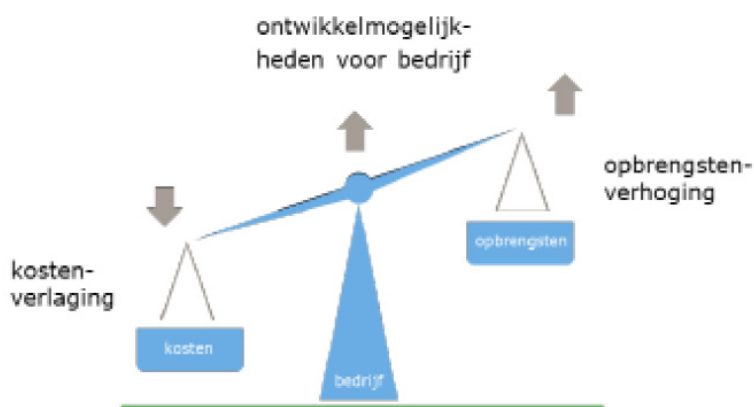 ontwikkelmogelijk-
heden voor bedrijf
opbrengsten-
verhoging
opbrengsten
kosten-
verlaging
kosten
bedrijf